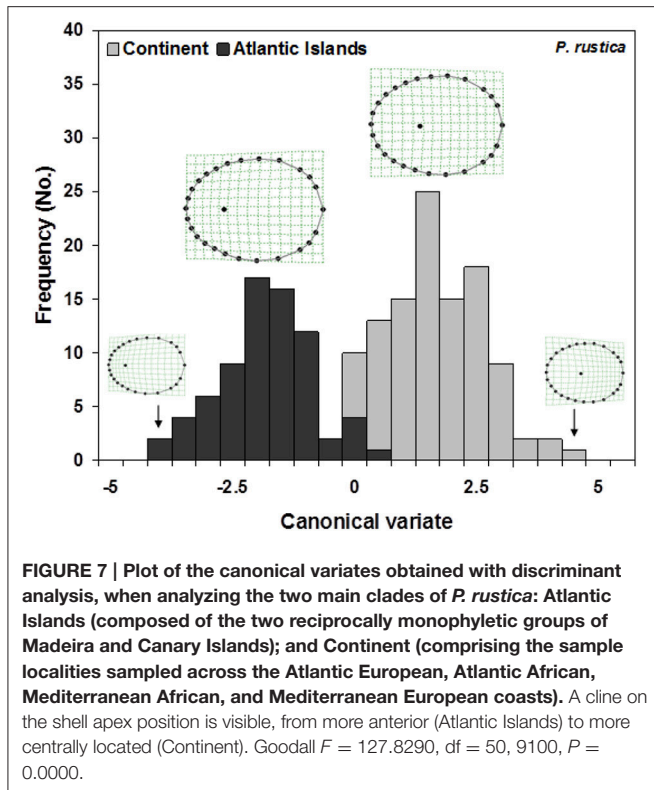 40
35
30
25
20
15
10
5
0
Frequency (No.)
Continent Atlantic Islands
P. rustica
-5 -2.5 0 2.5 5
Canonical variate
FIGURE 7 | Plot of the canonical variates obtained with discriminant
analysis, when analyzing the two main clades of P. rustica: Atlantic
Islands (composed of the two reciprocally monophyletic groups of
Madeira and Canary Islands); and Continent (comprising the sample
localities sampled across the Atlantic European, Atlantic African,
Mediterranean African, and Mediterranean European coasts). A cline on
the shell apex position is visible, from more anterior (Atlantic Islands) to more
centrally located (Continent). Goodall F = 127.8290, df = 50, 9100, P =
0.0000.